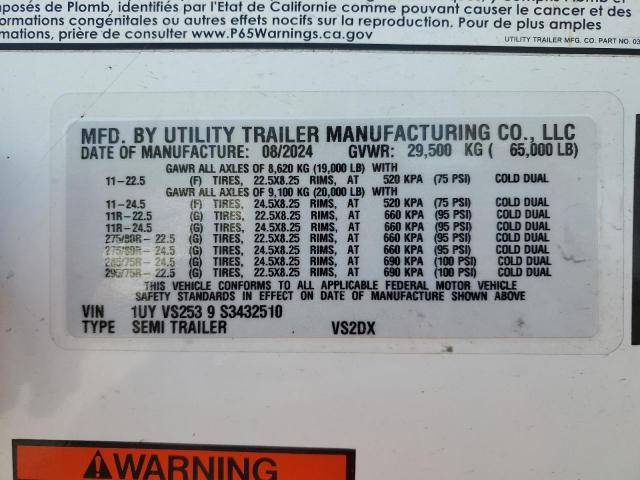 mposés de Plomb, identifiés par l'Etat de Californie comme pouvant causer le cancer et des
formations congénitales ou autres effets nocifs sur la reproduction. Pour de plus amples
mations, prière de consulter www.P65Warnings.ca.gov
UTILITY TRAILER MFG. CO. PART NO. 03
MFD. BY UTILITY TRAILER MANUFACTURING CO., LLC
DATE OF MANUFACTURE: 08/2024 GVWR: 29,500 KG ( 65,000 LB)
GAWR ALL AXLES OF 8,620 KG (19,000 LB) WITH
11-22.5 (F) TIRES, 22.5X8.25 RIMS, AT 520 KPA (75 PSI) COLD DUAL
GAWR ALL AXLES OF 9,100 KG (20,000 LB) WITH
11-24.5 (F) TIRES, 24.5X8.25 RIMS, AT 520 KPA (75 PSI) COLD DUAL
11R-22.5 (G) TIRES, 22.5X8.25 RIMS, AT 660 KPA (95 PSI) COLD DUAL
11R-24.5 (G) TIRES, 24.5X8.25 RIMS, AT 660 KPA (95 PSI) COLD DUAL
275/80R-22.5 (G) TIRES, 22.5X8.25 RIMS, AT 660 KPA (95 PSI) COLD DUAL
275/80R-24.5 (G) TIRES, 24.5X8.25 RIMS, AT 660 KPA (95 PSI) COLD DUAL
285/75R-24.5 (G) TIRES, 24.5X8.25 RIMS, AT 690 KPA (100 PSI) COLD DUAL
295/75R-22.5 (G) TIRES, 22.5X8.25 RIMS, AT 690 KPA (100 PSI) COLD DUAL
THIS VEHICLE CONFORMS TO ALL APPLICABLE FEDERAL MOTOR VEHICLE
SAFETY STANDARDS IN EFFECT ON DATE OF MANUFACTURE SHOWN ABOVE
VIN 1UY VS253 9 S3432510
TYPE SEMI TRAILER VS2DX
WARNING